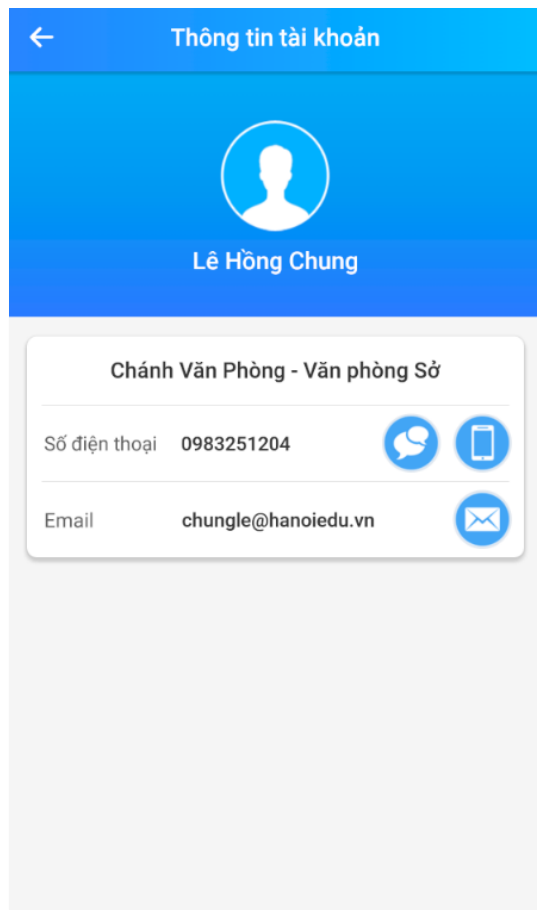 Thông tin tài khoản
Lê Hồng Chung
Chánh Văn Phòng - Văn phòng Sở
Số điện thoại 0983251204
Email chungle@hanoiedu.vn